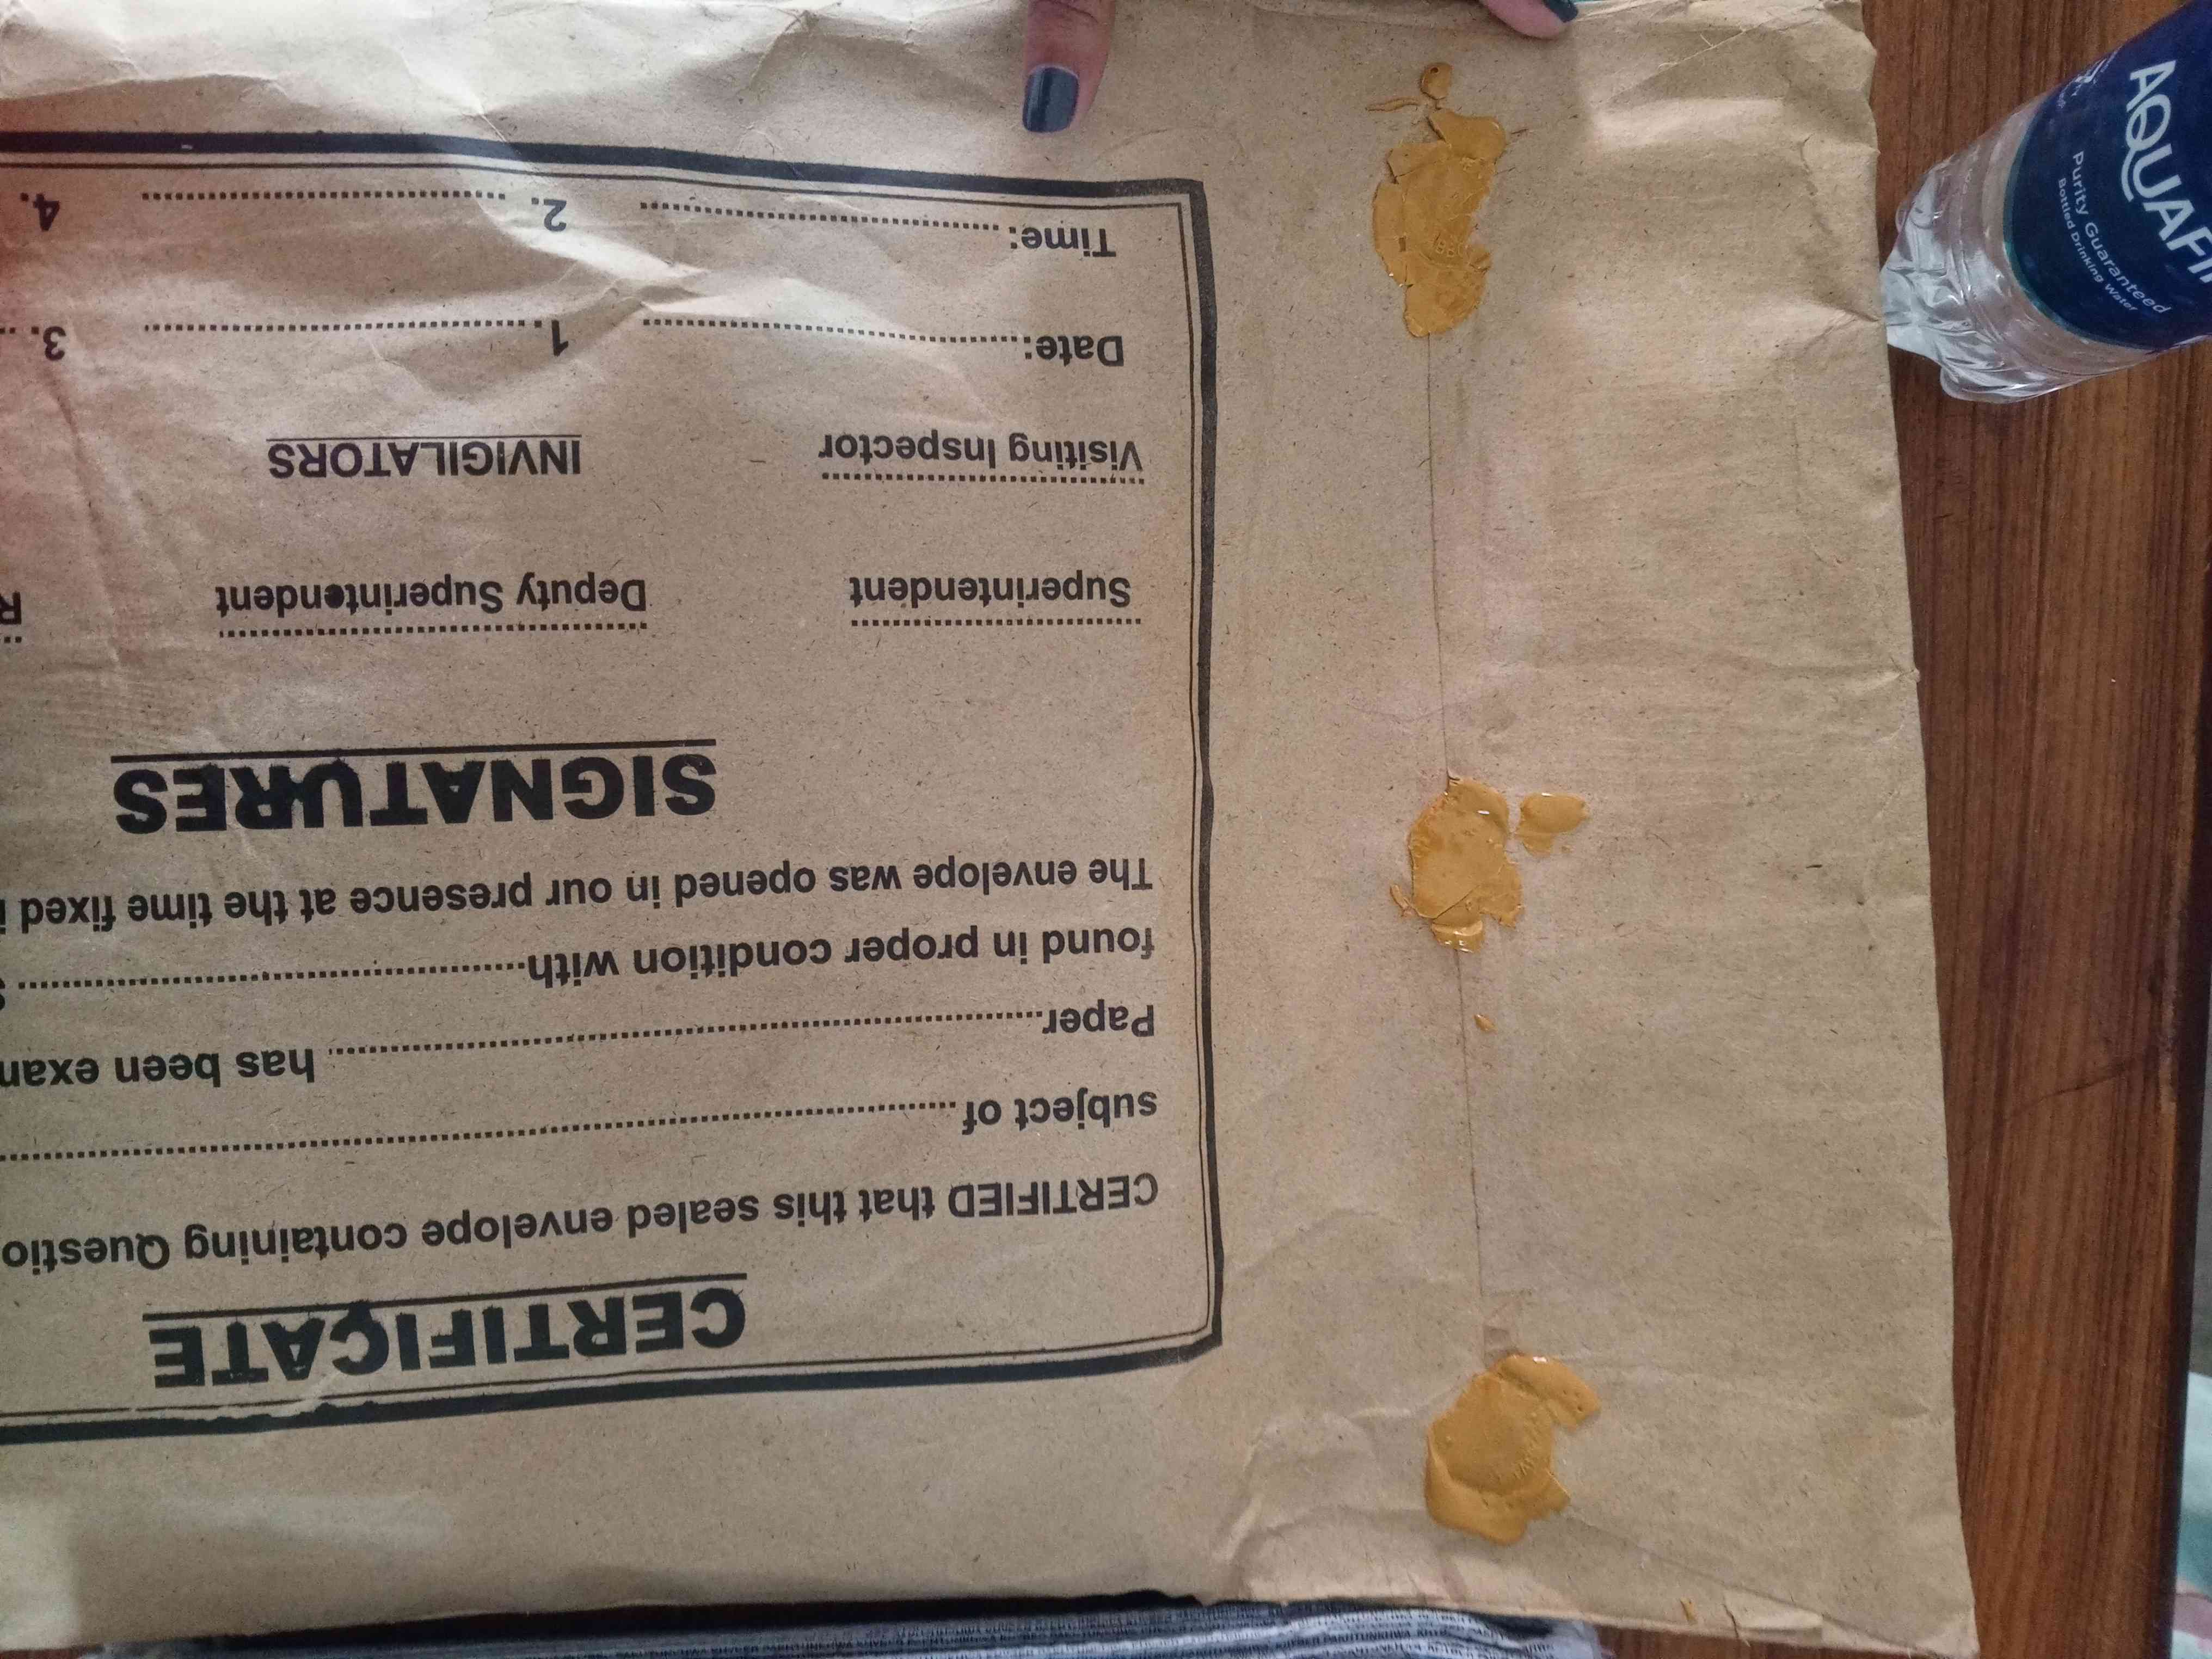 CERTIFICATE
CERTIFIED that this sealed envelope containing Questio
subject of
Paper has been exam
found in proper condition with
The envelope was opened in our presence at the time fixed
SIGNATURES
Superintendent Deputy Superintendent R
Visiting Inspector INVIGILATORS
Date: 1. 3.
Time: 2. 4.
AQUAFI
Purity Guaranteed
Bottled Drinking Water